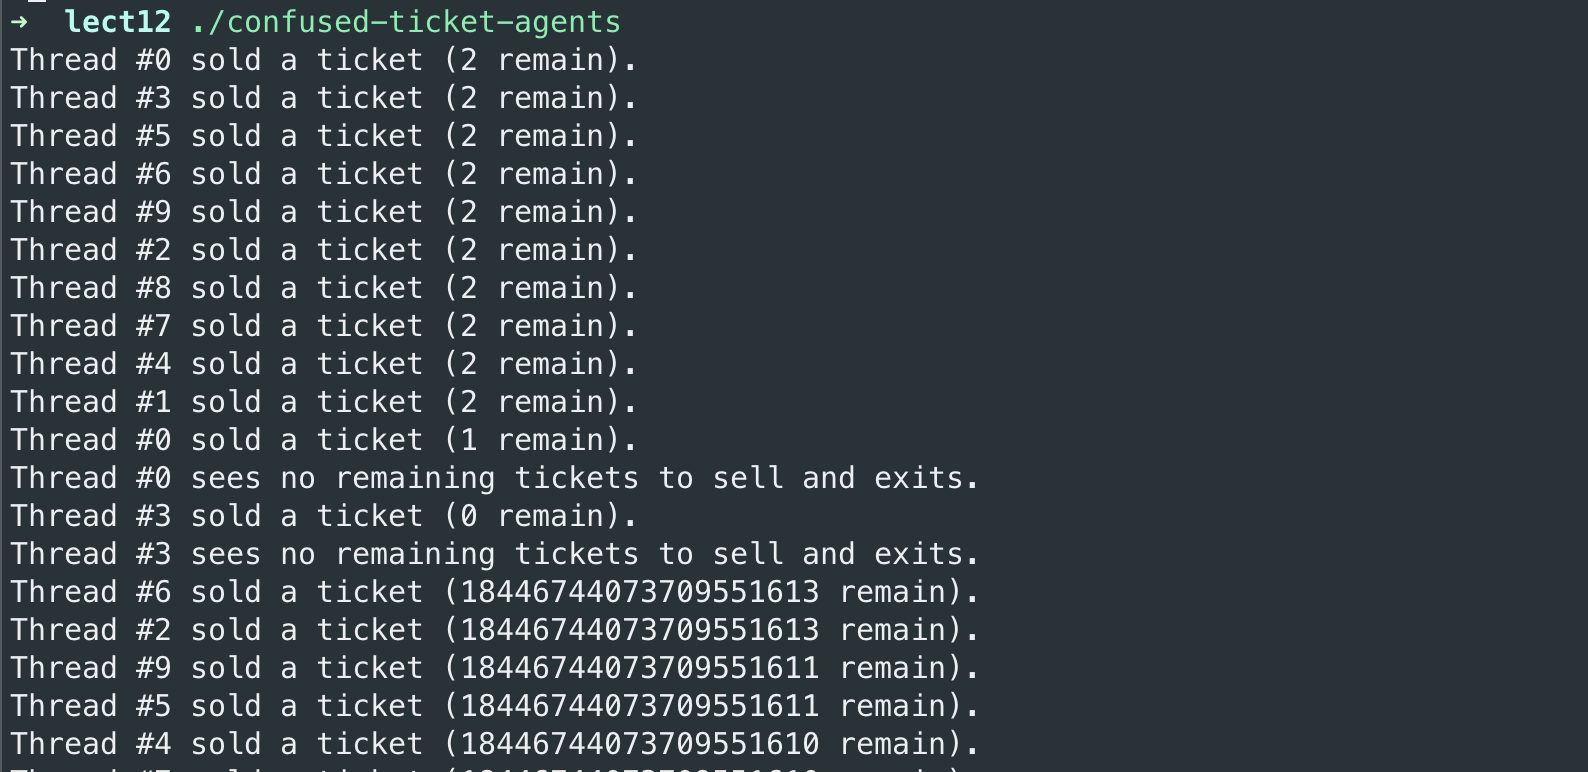 → lect12 ./confused-ticket-agents
Thread #0 sold a ticket (2 remain).
Thread #3 sold a ticket (2 remain).
Thread #5 sold a ticket (2 remain).
Thread #6 sold a ticket (2 remain).
Thread #9 sold a ticket (2 remain).
Thread #2 sold a ticket (2 remain).
Thread #8 sold a ticket (2 remain).
Thread #7 sold a ticket (2 remain).
Thread #4 sold a ticket (2 remain).
Thread #1 sold a ticket (2 remain).
Thread #0 sold a ticket (1 remain).
Thread #0 sees no remaining tickets to sell and exits.
Thread #3 sold a ticket (0 remain).
Thread #3 sees no remaining tickets to sell and exits.
Thread #6 sold a ticket (18446744073709551613 remain).
Thread #2 sold a ticket (18446744073709551613 remain).
Thread #9 sold a ticket (18446744073709551611 remain).
Thread #5 sold a ticket (18446744073709551611 remain).
Thread #4 sold a ticket (18446744073709551610 remain).